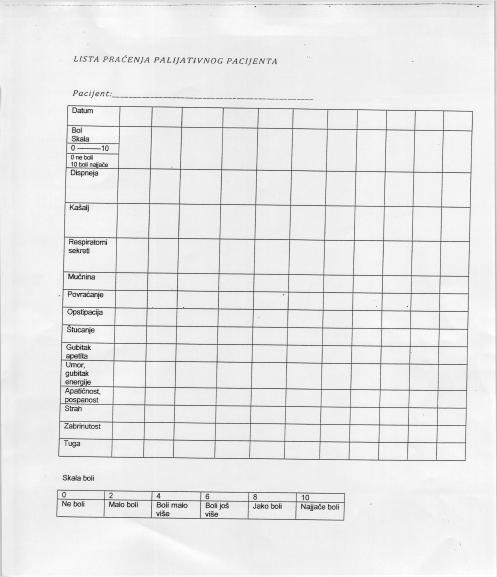 LISTA PRAĆENJA PALIJATIVNOG PACIJENTA
Pacijent:
Datum
Bol
Skala
0 ----------10
0 ne boli
10 boli najjače
Dispneja
Kašalj
Respiratorni
sekreti
Mučnina
Povraćanje
Opstipacija
Štucanje
Gubitak
apetita
Umor,
gubitak
energije
Apatičnost,
pospanost
Strah
Zabrinutost
Tuga
Skala boli
0 2 4 6 8 10
Ne boli Malo boli Boli malo Boli još Jako boli Najjače boli
više više